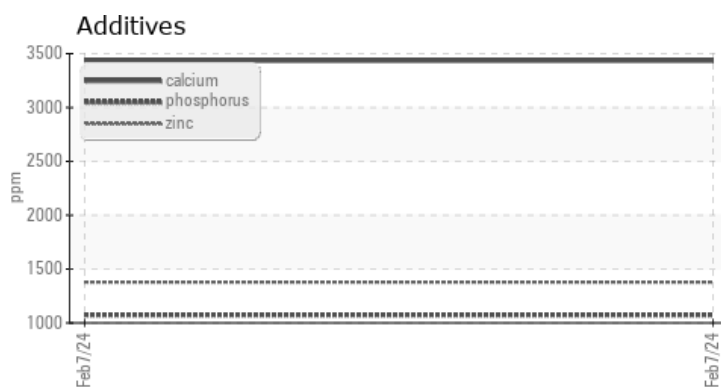 Additives
3500
calcium
phosphorus
zinc
3000
2500
ppm
2000
1500
1000
Feb7/24
Feb7/24